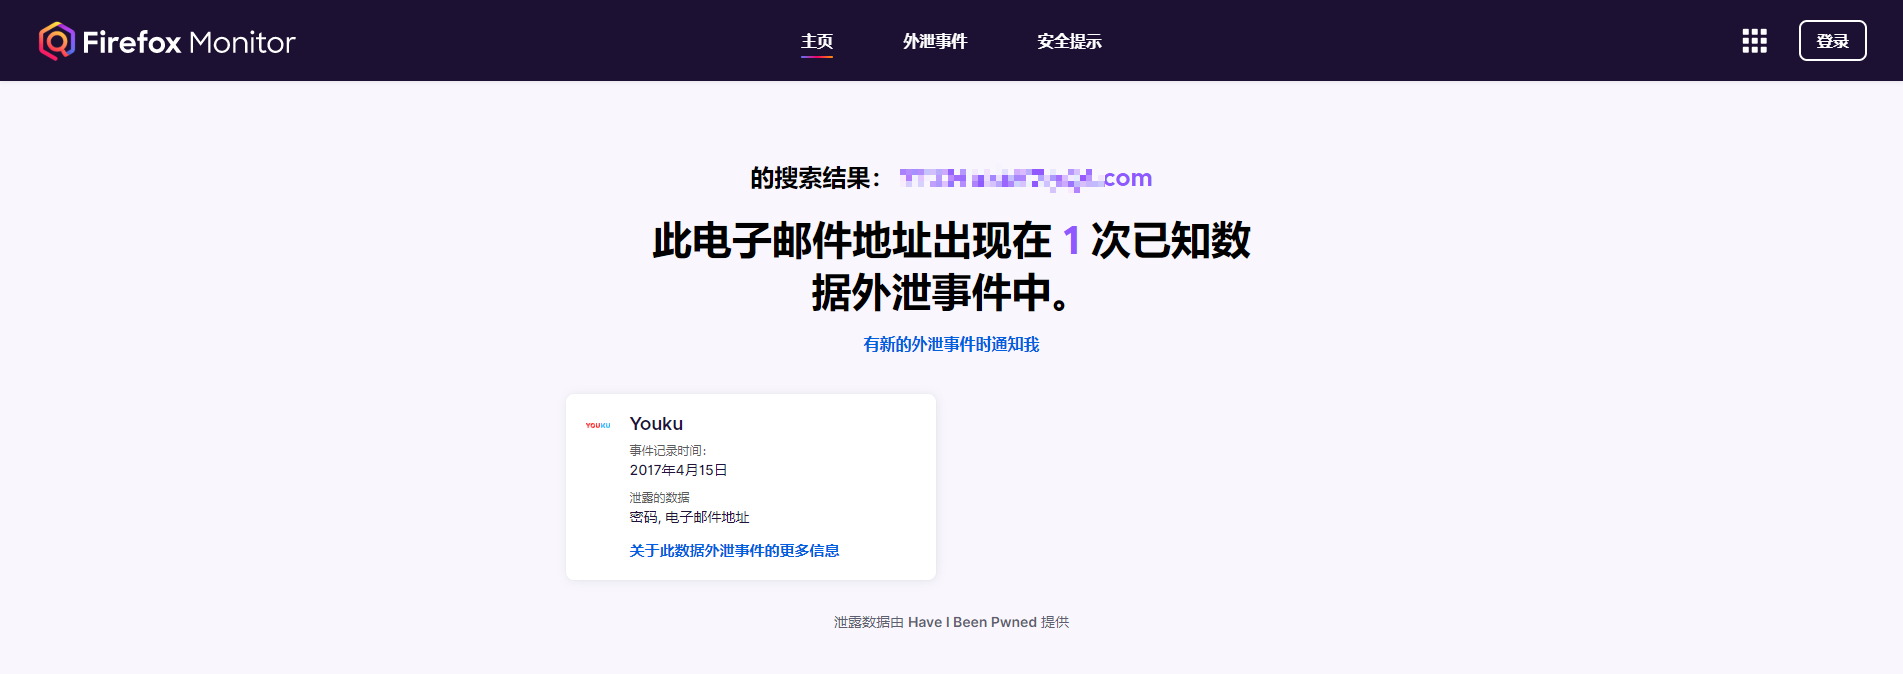 Firefox Monitor
主页
外泄事件
安全提示
登录
的搜索结果： .com
此电子邮件地址出现在 1 次已知数
据外泄事件中。
有新的外泄事件时通知我
YOUKU
Youku
事件记录时间：
2017年4月15日
泄露的数据
密码, 电子邮件地址
关于此数据外泄事件的更多信息
泄露数据由 Have I Been Pwned 提供